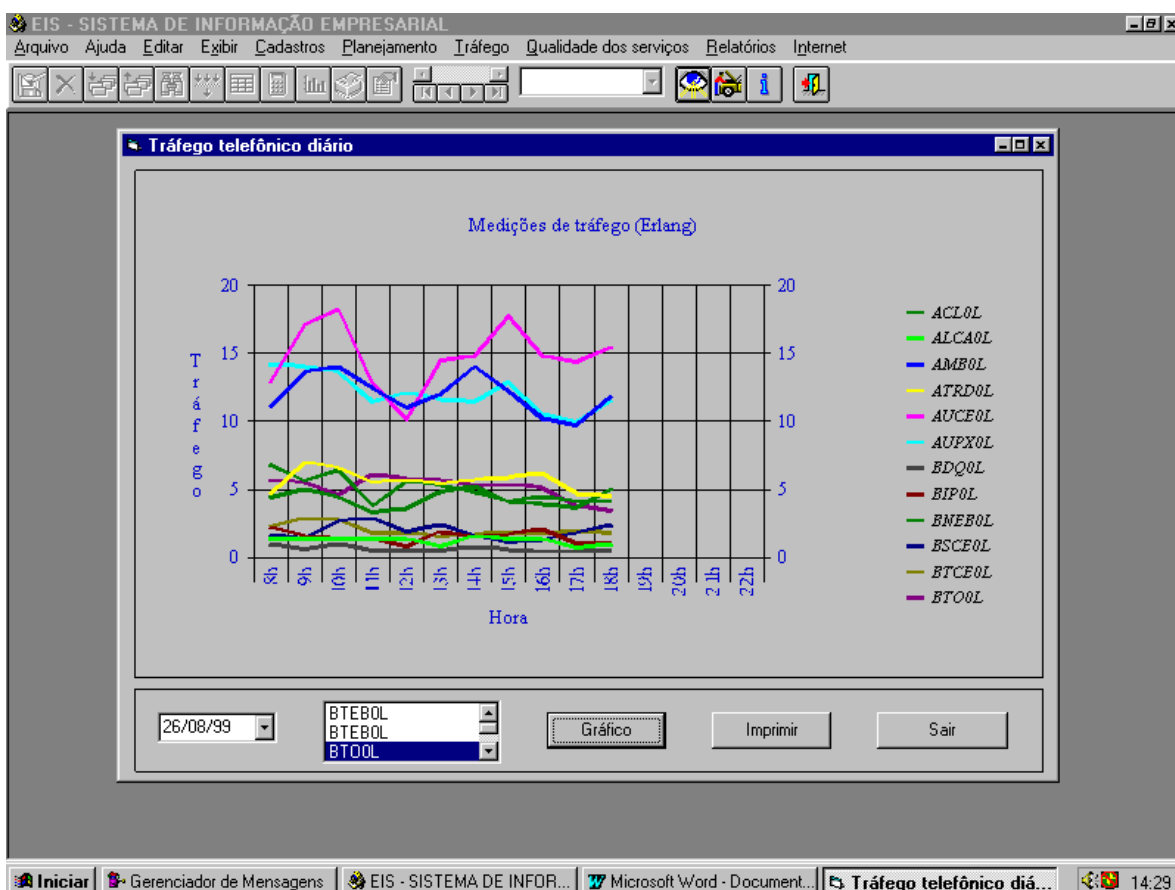 EIS - SISTEMA DE INFORMAÇÃO EMPRESARIAL
Arquivo Ajuda Editar Exibir Cadastros Planejamento Tráfego Qualidade dos serviços Relatórios Internet
Tráfego telefônico diário
Medições de tráfego (Erlang)
20 20
15 15
10 10
5 5
0 0
Tráfego
8h 9h 10h 11h 12h 13h 14h 15h 16h 17h 18h 19h 20h 21h 22h
Hora
ACL0L
ALCA0L
AMB0L
ATRD0L
AUCE0L
AUPX0L
BDQ0L
BIP0L
BNEB0L
BSCE0L
BTCE0L
BTO0L
26/08/99
BTEB0L
BTEB0L
BTO0L
Gráfico Imprimir Sair
Iniciar Gerenciador de Mensagens EIS - SISTEMA DE INFOR... Microsoft Word - Document... Tráfego telefônico diá... 14:29